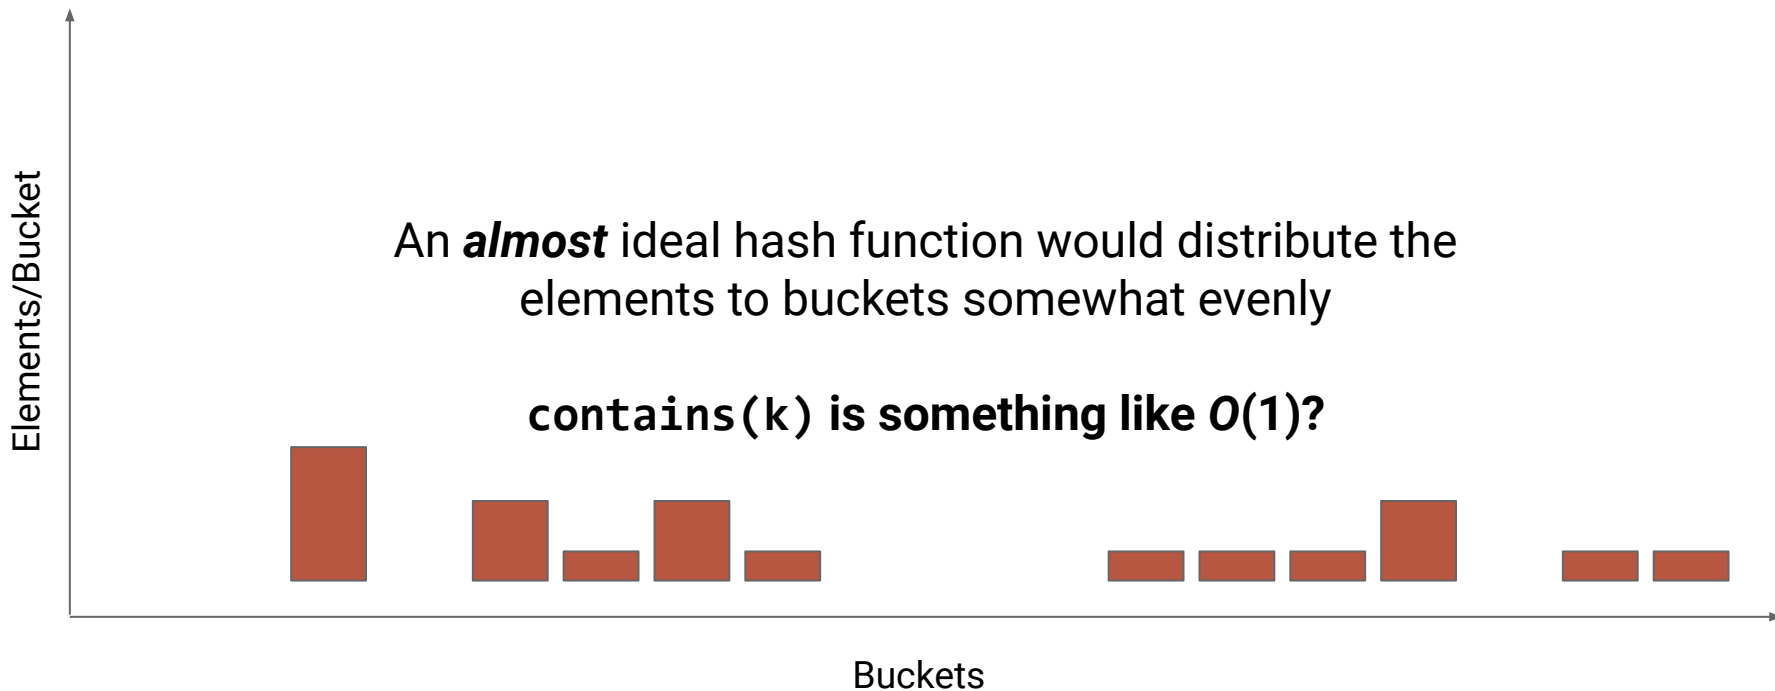 Elements/Bucket
An almost ideal hash function would distribute the
elements to buckets somewhat evenly
contains(k) is something like O(1)?
Buckets